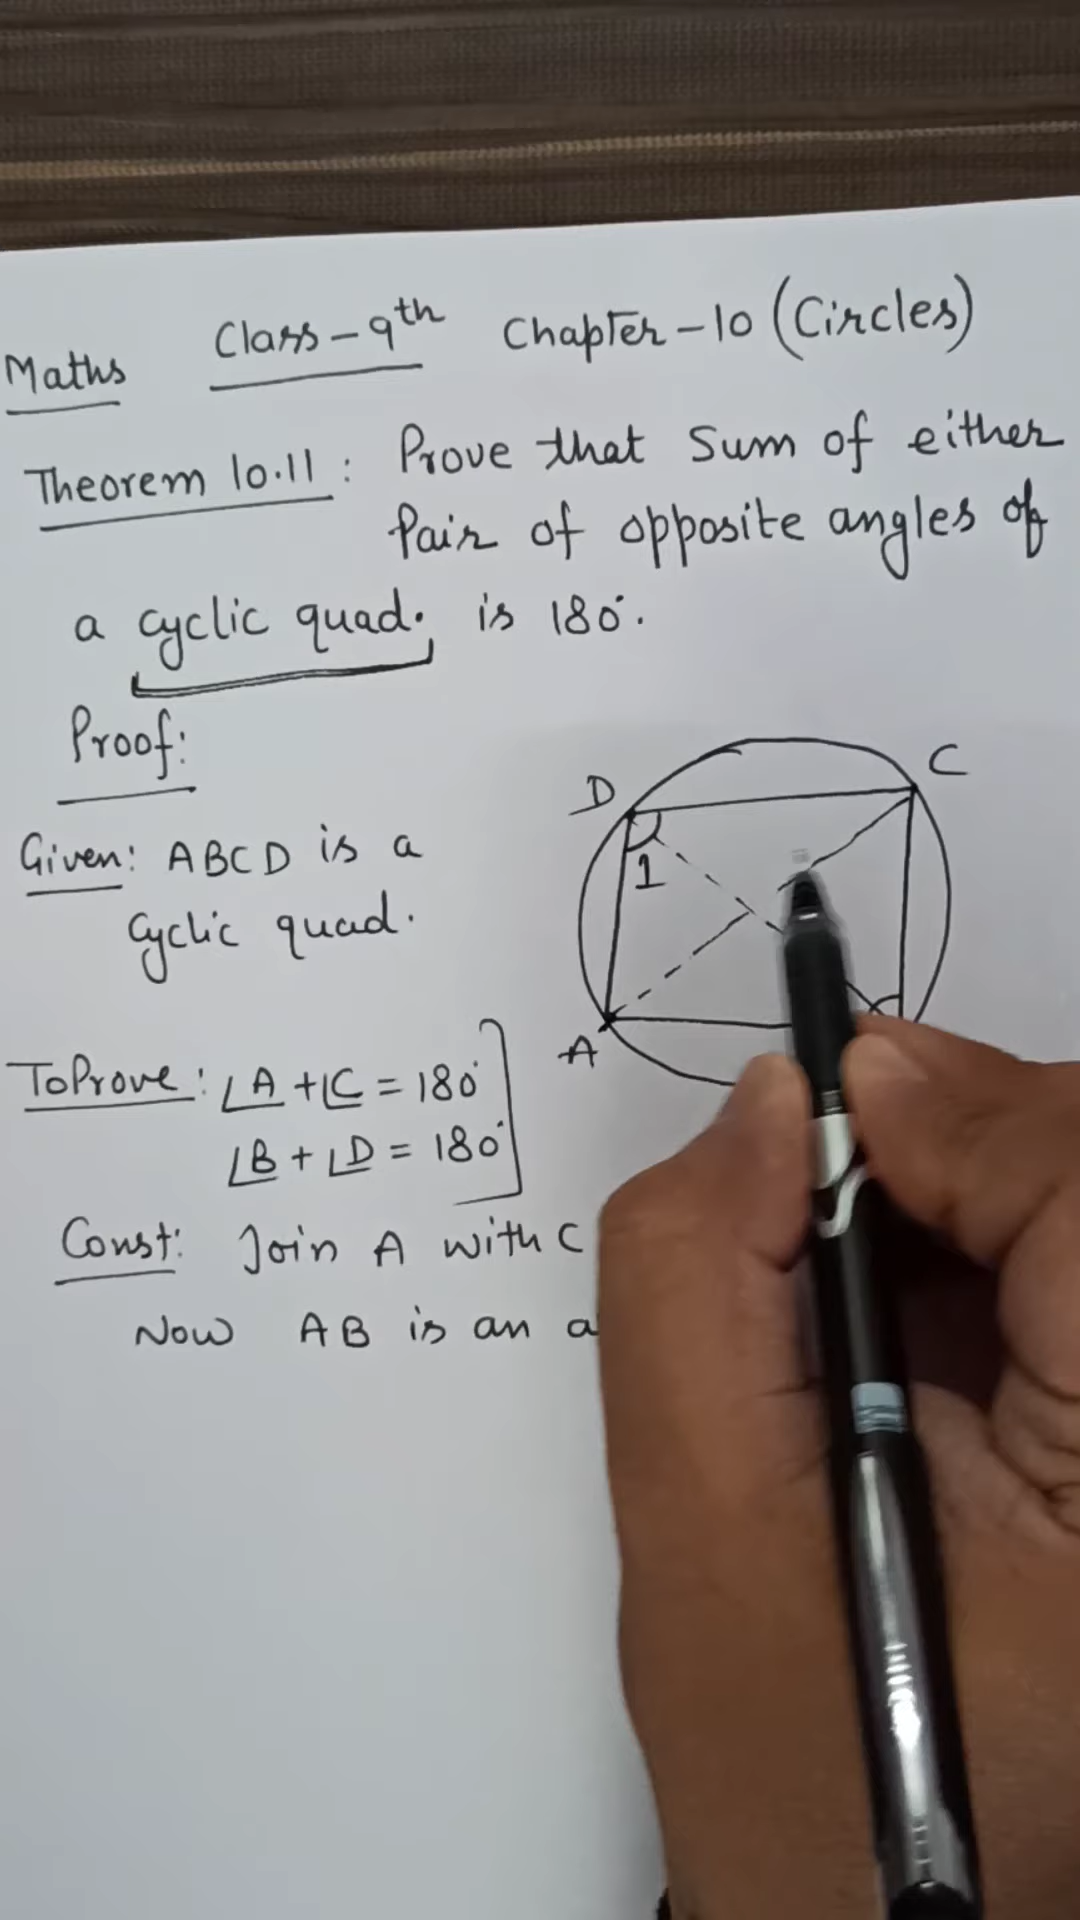 Maths Class-9th Chapter-10 (Circles)
Theorem 10.11: Prove that Sum of either
Pair of opposite angles of
a cyclic quad. is 180°.
Proof:
D C
Given: ABCD is a
1
Cyclic quad.
A
ToProve: ∠A + ∠C = 180°
∠B + ∠D = 180°
Const: Join A with C
Now AB is an a